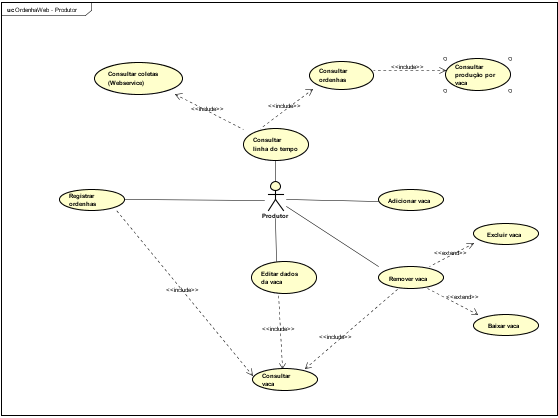 uc OrdenhaWeb - Produtor
Consultar coletas
(Webservice)
Consultar
ordenhas
<<include>>
Consultar
produção por
vaca
<<include>>
<<include>>
Consultar
linha do tempo
Registrar
ordenhas
Produtor
Adicionar vaca
Excluir vaca
<<extend>>
Editar dados
da vaca
Remover vaca
<<include>>
<<extend>>
Baixar vaca
<<include>>
<<include>>
Consultar
vaca